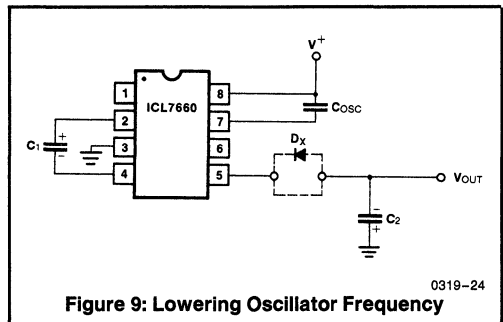 V+
ICL7660
1
2
3
4
8
7
6
5
C1
+
−
COSC
DX
VOUT
−
C2
+
0319–24
Figure 9: Lowering Oscillator Frequency